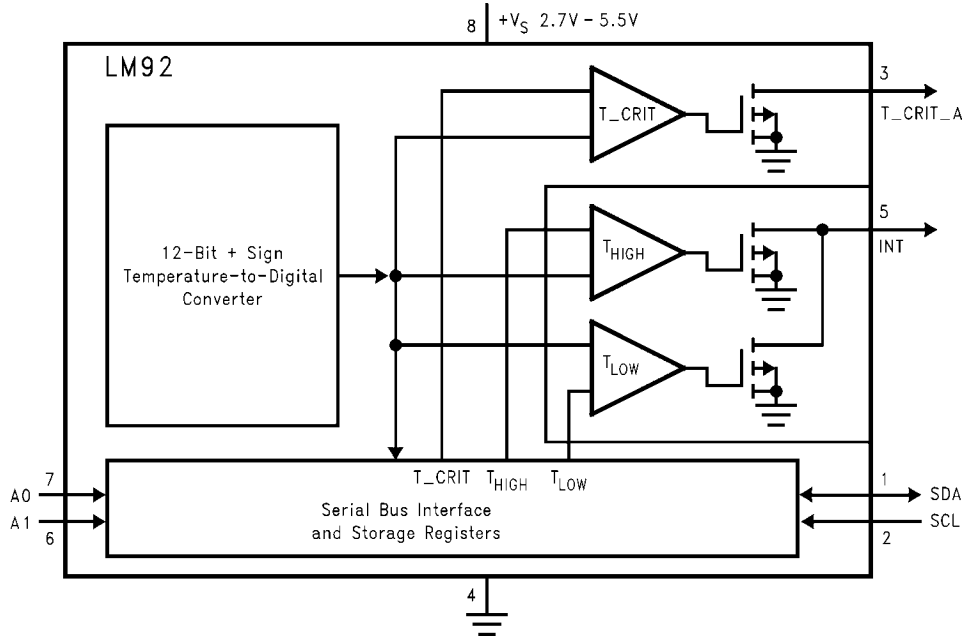 8 +VS 2.7V – 5.5V
LM92
3
T_CRIT
T_CRIT_A
5
12-Bit + Sign
Temperature-to-Digital
Converter
THIGH
INT
TLOW
T_CRIT THIGH TLOW
7
1
A0
SDA
Serial Bus Interface
and Storage Registers
A1
SCL
6
2
4